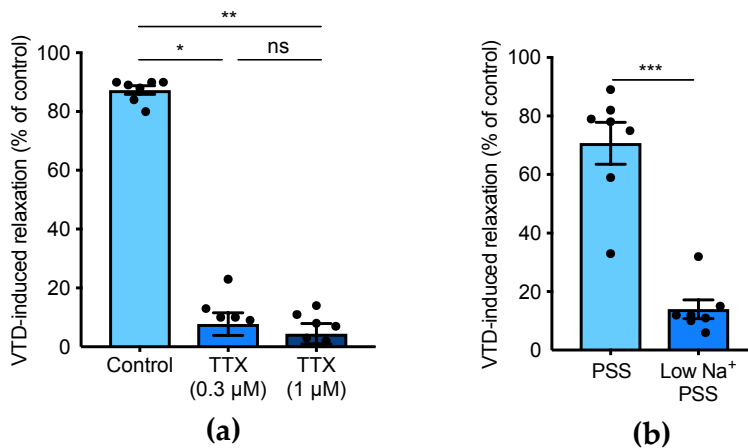 **
*
ns
100
80
60
40
20
0
VTD-induced relaxation (% of control)
Control
TTX
(0.3 µM)
TTX
(1 µM)
(a)
***
100
80
60
40
20
0
VTD-induced relaxation (% of control)
PSS
Low Na⁺
PSS
(b)